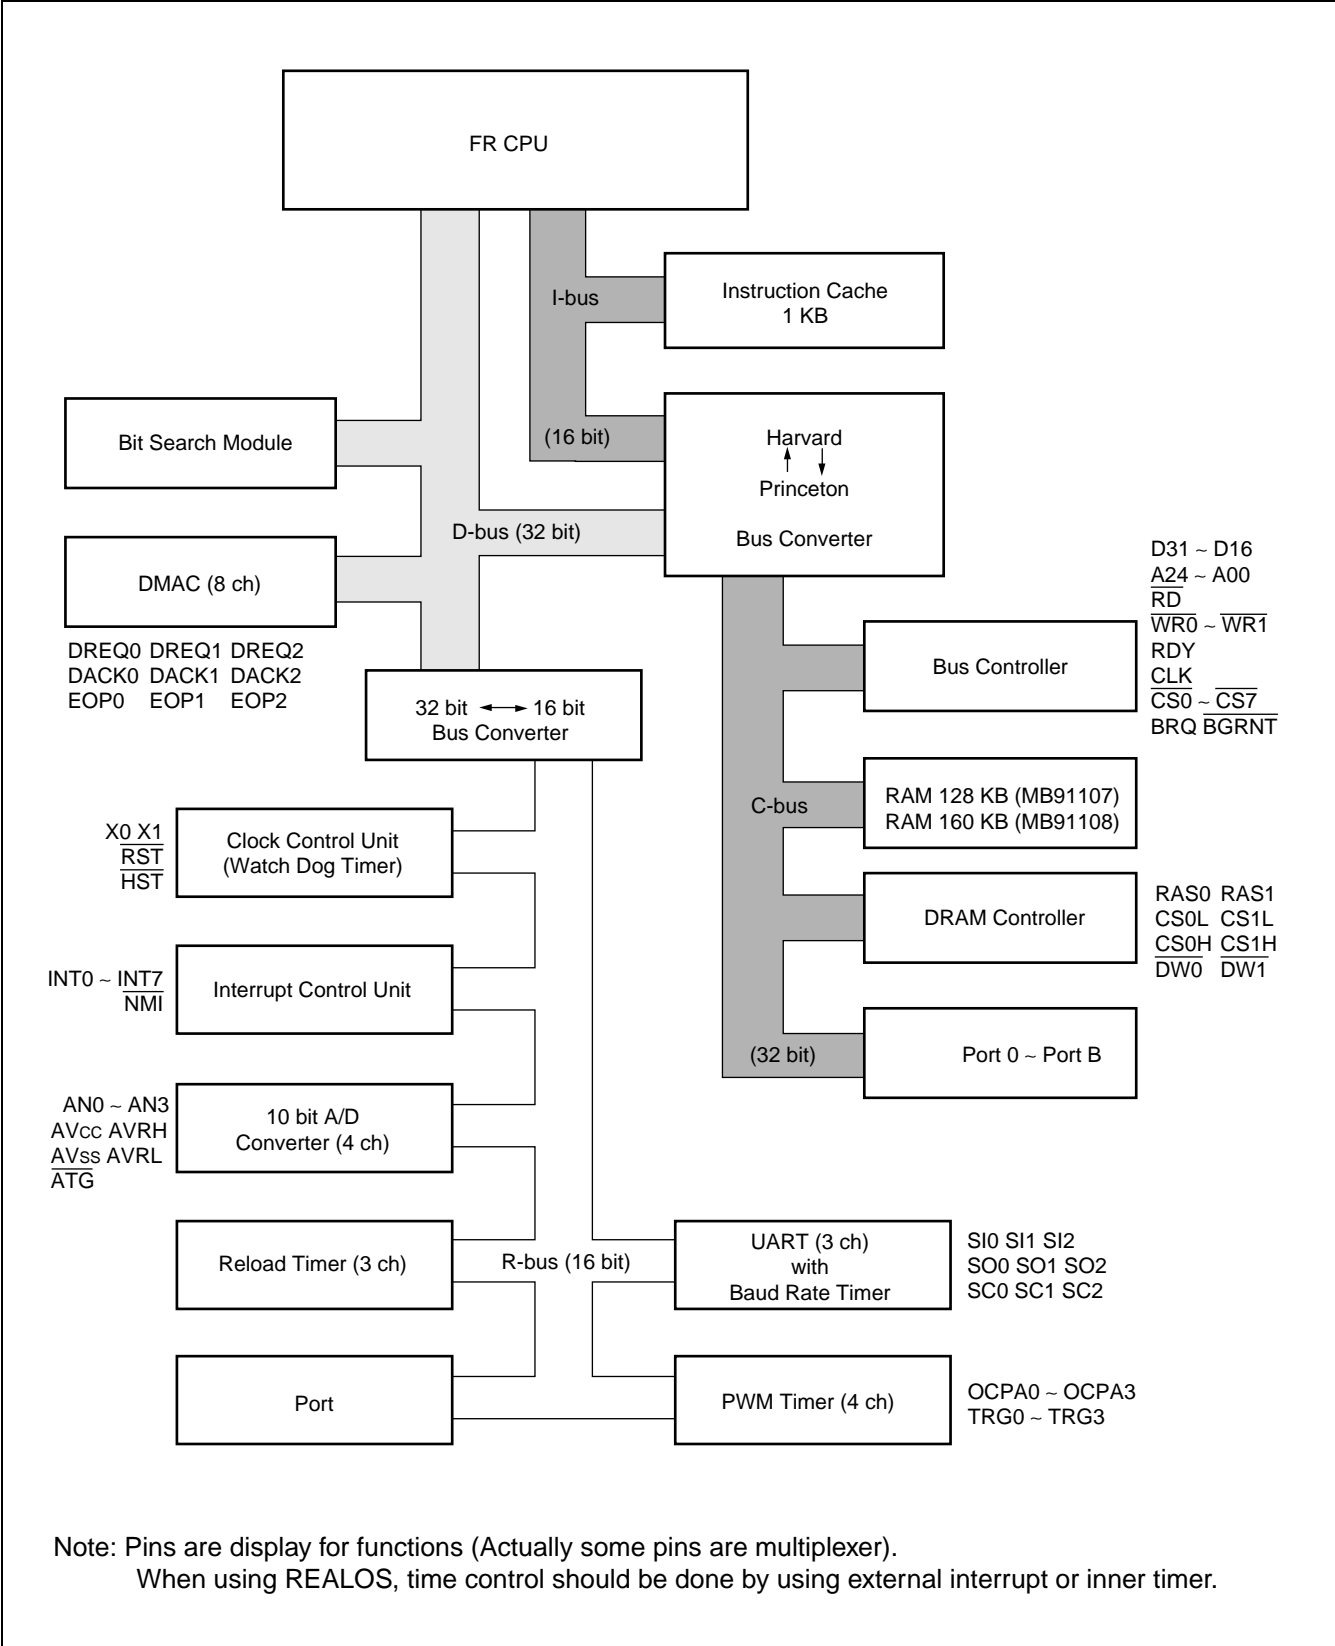 FR CPU
I-bus
Instruction Cache
1 KB
(16 bit)
Harvard
Princeton
Bus Converter
Bit Search Module
D-bus (32 bit)
DMAC (8 ch)
DREQ0 DREQ1 DREQ2
DACK0 DACK1 DACK2
EOP0 EOP1 EOP2
32 bit ↔ 16 bit
Bus Converter
D31 ~ D16
A24 ~ A00
RD
WR0 ~ WR1
RDY
CLK
CS0 ~ CS7
BRQ BGRNT
Bus Controller
C-bus
RAM 128 KB (MB91107)
RAM 160 KB (MB91108)
X0 X1
RST
HST
Clock Control Unit
(Watch Dog Timer)
DRAM Controller
RAS0 RAS1
CS0L CS1L
CS0H CS1H
DW0 DW1
INT0 ~ INT7
NMI
Interrupt Control Unit
(32 bit)
Port 0 ~ Port B
AN0 ~ AN3
AVCC AVRH
AVSS AVRL
ATG
10 bit A/D
Converter (4 ch)
Reload Timer (3 ch)
R-bus (16 bit)
UART (3 ch)
with
Baud Rate Timer
SI0 SI1 SI2
SO0 SO1 SO2
SC0 SC1 SC2
Port
PWM Timer (4 ch)
OCPA0 ~ OCPA3
TRG0 ~ TRG3
Note: Pins are display for functions (Actually some pins are multiplexer).
When using REALOS, time control should be done by using external interrupt or inner timer.